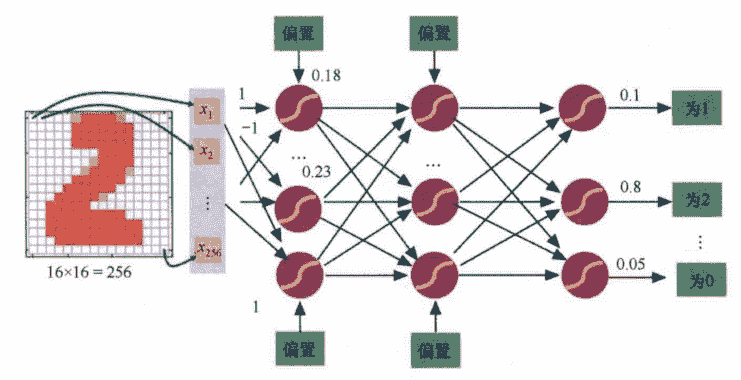 偏置
偏置
0.18
1
0.1
x1
为1
−1
x2
...
...
0.23
0.8
为2
⋮
⋮
x256
16×16 = 256
0.05
为0
1
偏置
偏置